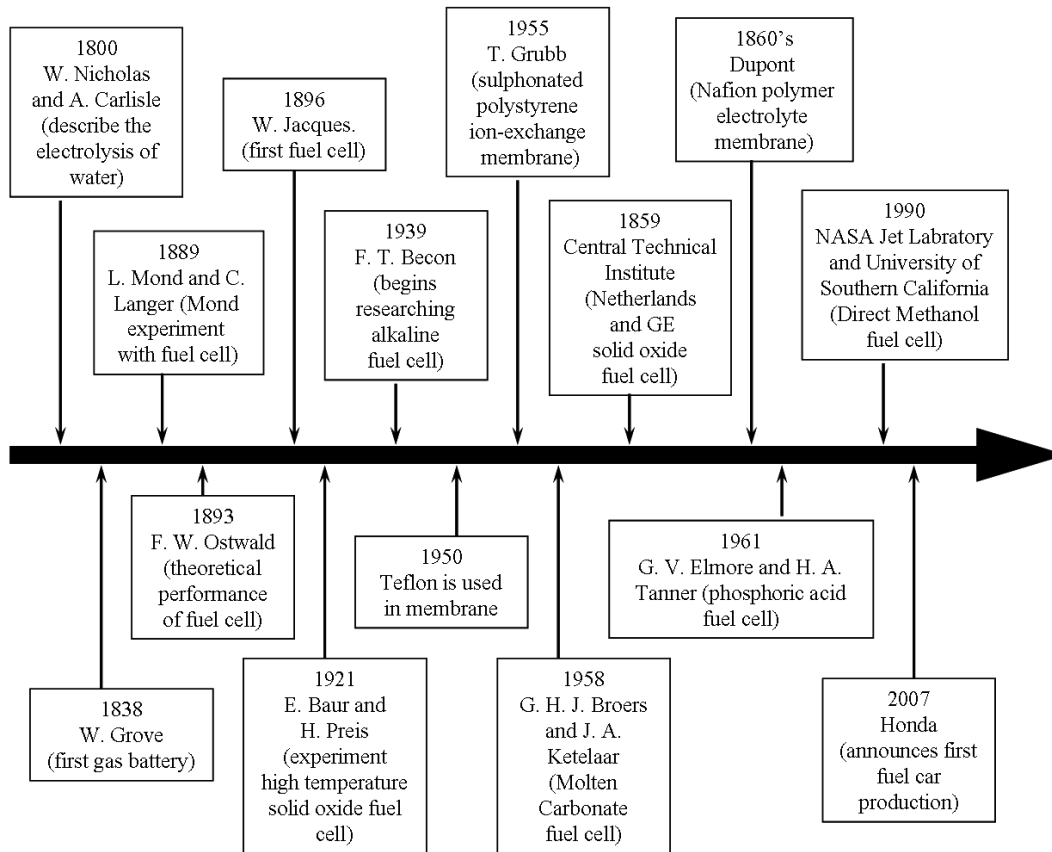 1800
W. Nicholas
and A. Carlisle
(describe the
electrolysis of
water)
1896
W. Jacques.
(first fuel cell)
1955
T. Grubb
(sulphonated
polystyrene
ion-exchange
membrane)
1860's
Dupont
(Nafion polymer
electrolyte
membrane)
1889
L. Mond and C.
Langer (Mond
experiment
with fuel cell)
1939
F. T. Becon
(begins
researching
alkaline
fuel cell)
1859
Central Technical
Institute
(Netherlands
and GE
solid oxide
fuel cell)
1990
NASA Jet Labratory
and University of
Southern California
(Direct Methanol
fuel cell)
1893
F. W. Ostwald
(theoretical
performance
of fuel cell)
1950
Teflon is used
in membrane
1961
G. V. Elmore and H. A.
Tanner (phosphoric acid
fuel cell)
1838
W. Grove
(first gas battery)
1921
E. Baur and
H. Preis
(experiment
high temperature
solid oxide fuel
cell)
1958
G. H. J. Broers
and J. A.
Ketelaar
(Molten
Carbonate
fuel cell)
2007
Honda
(announces first
fuel car
production)